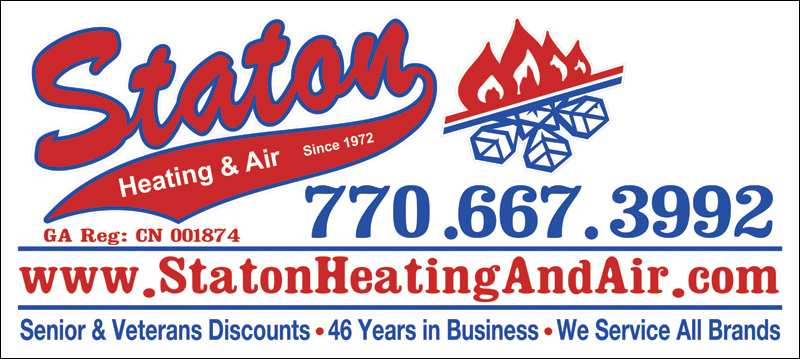 Staton
Heating & Air Since 1972
770.667.3992
GA Reg: CN 001874
www.StatonHeatingAndAir.com
Senior & Veterans Discounts • 46 Years in Business • We Service All Brands